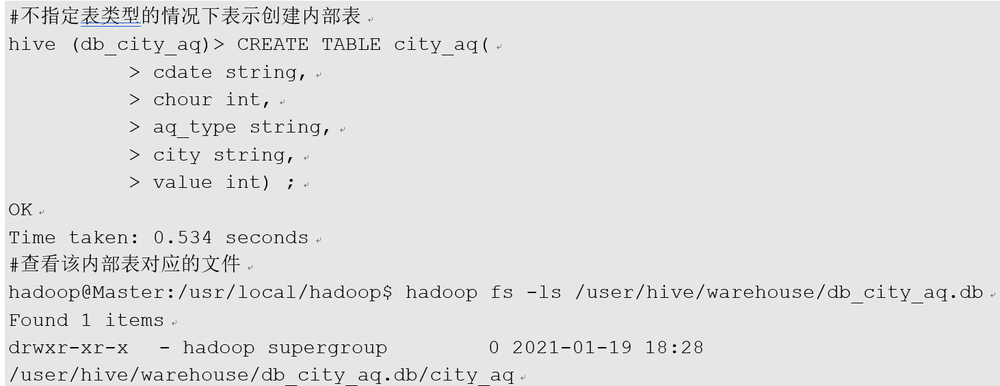 #不指定表类型的情况下表示创建内部表
hive (db_city_aq)> CREATE TABLE city_aq(
> cdate string,
> chour int,
> aq_type string,
> city string,
> value int) ;
OK
Time taken: 0.534 seconds
#查看该内部表对应的文件
hadoop@Master:/usr/local/hadoop$ hadoop fs -ls /user/hive/warehouse/db_city_aq.db
Found 1 items
drwxr-xr-x   - hadoop supergroup          0 2021-01-19 18:28
/user/hive/warehouse/db_city_aq.db/city_aq